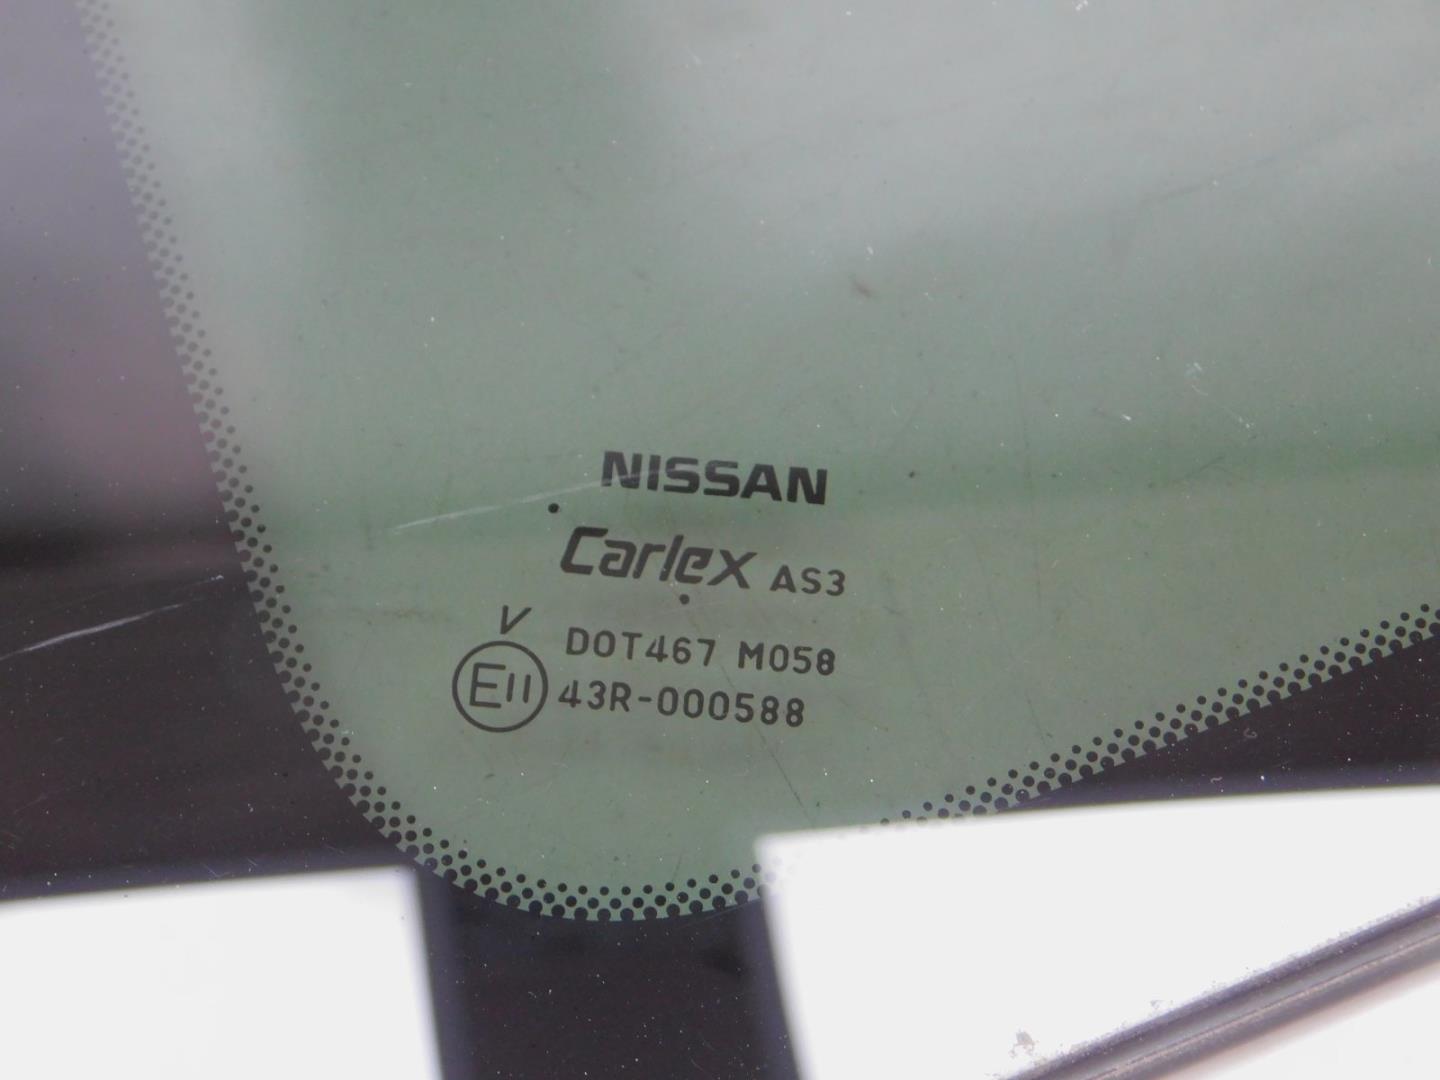 NISSAN
Carlex AS3
V
DOT467 M058
E11 43R-000588